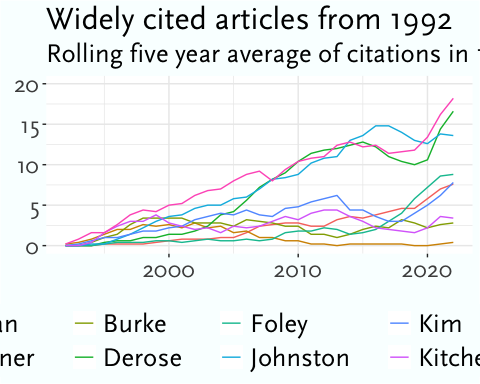 Widely cited articles from 1992
Rolling five year average of citations in
20
15
10
5
0
2000 2010 2020
Burke Foley Kim
Derose Johnston